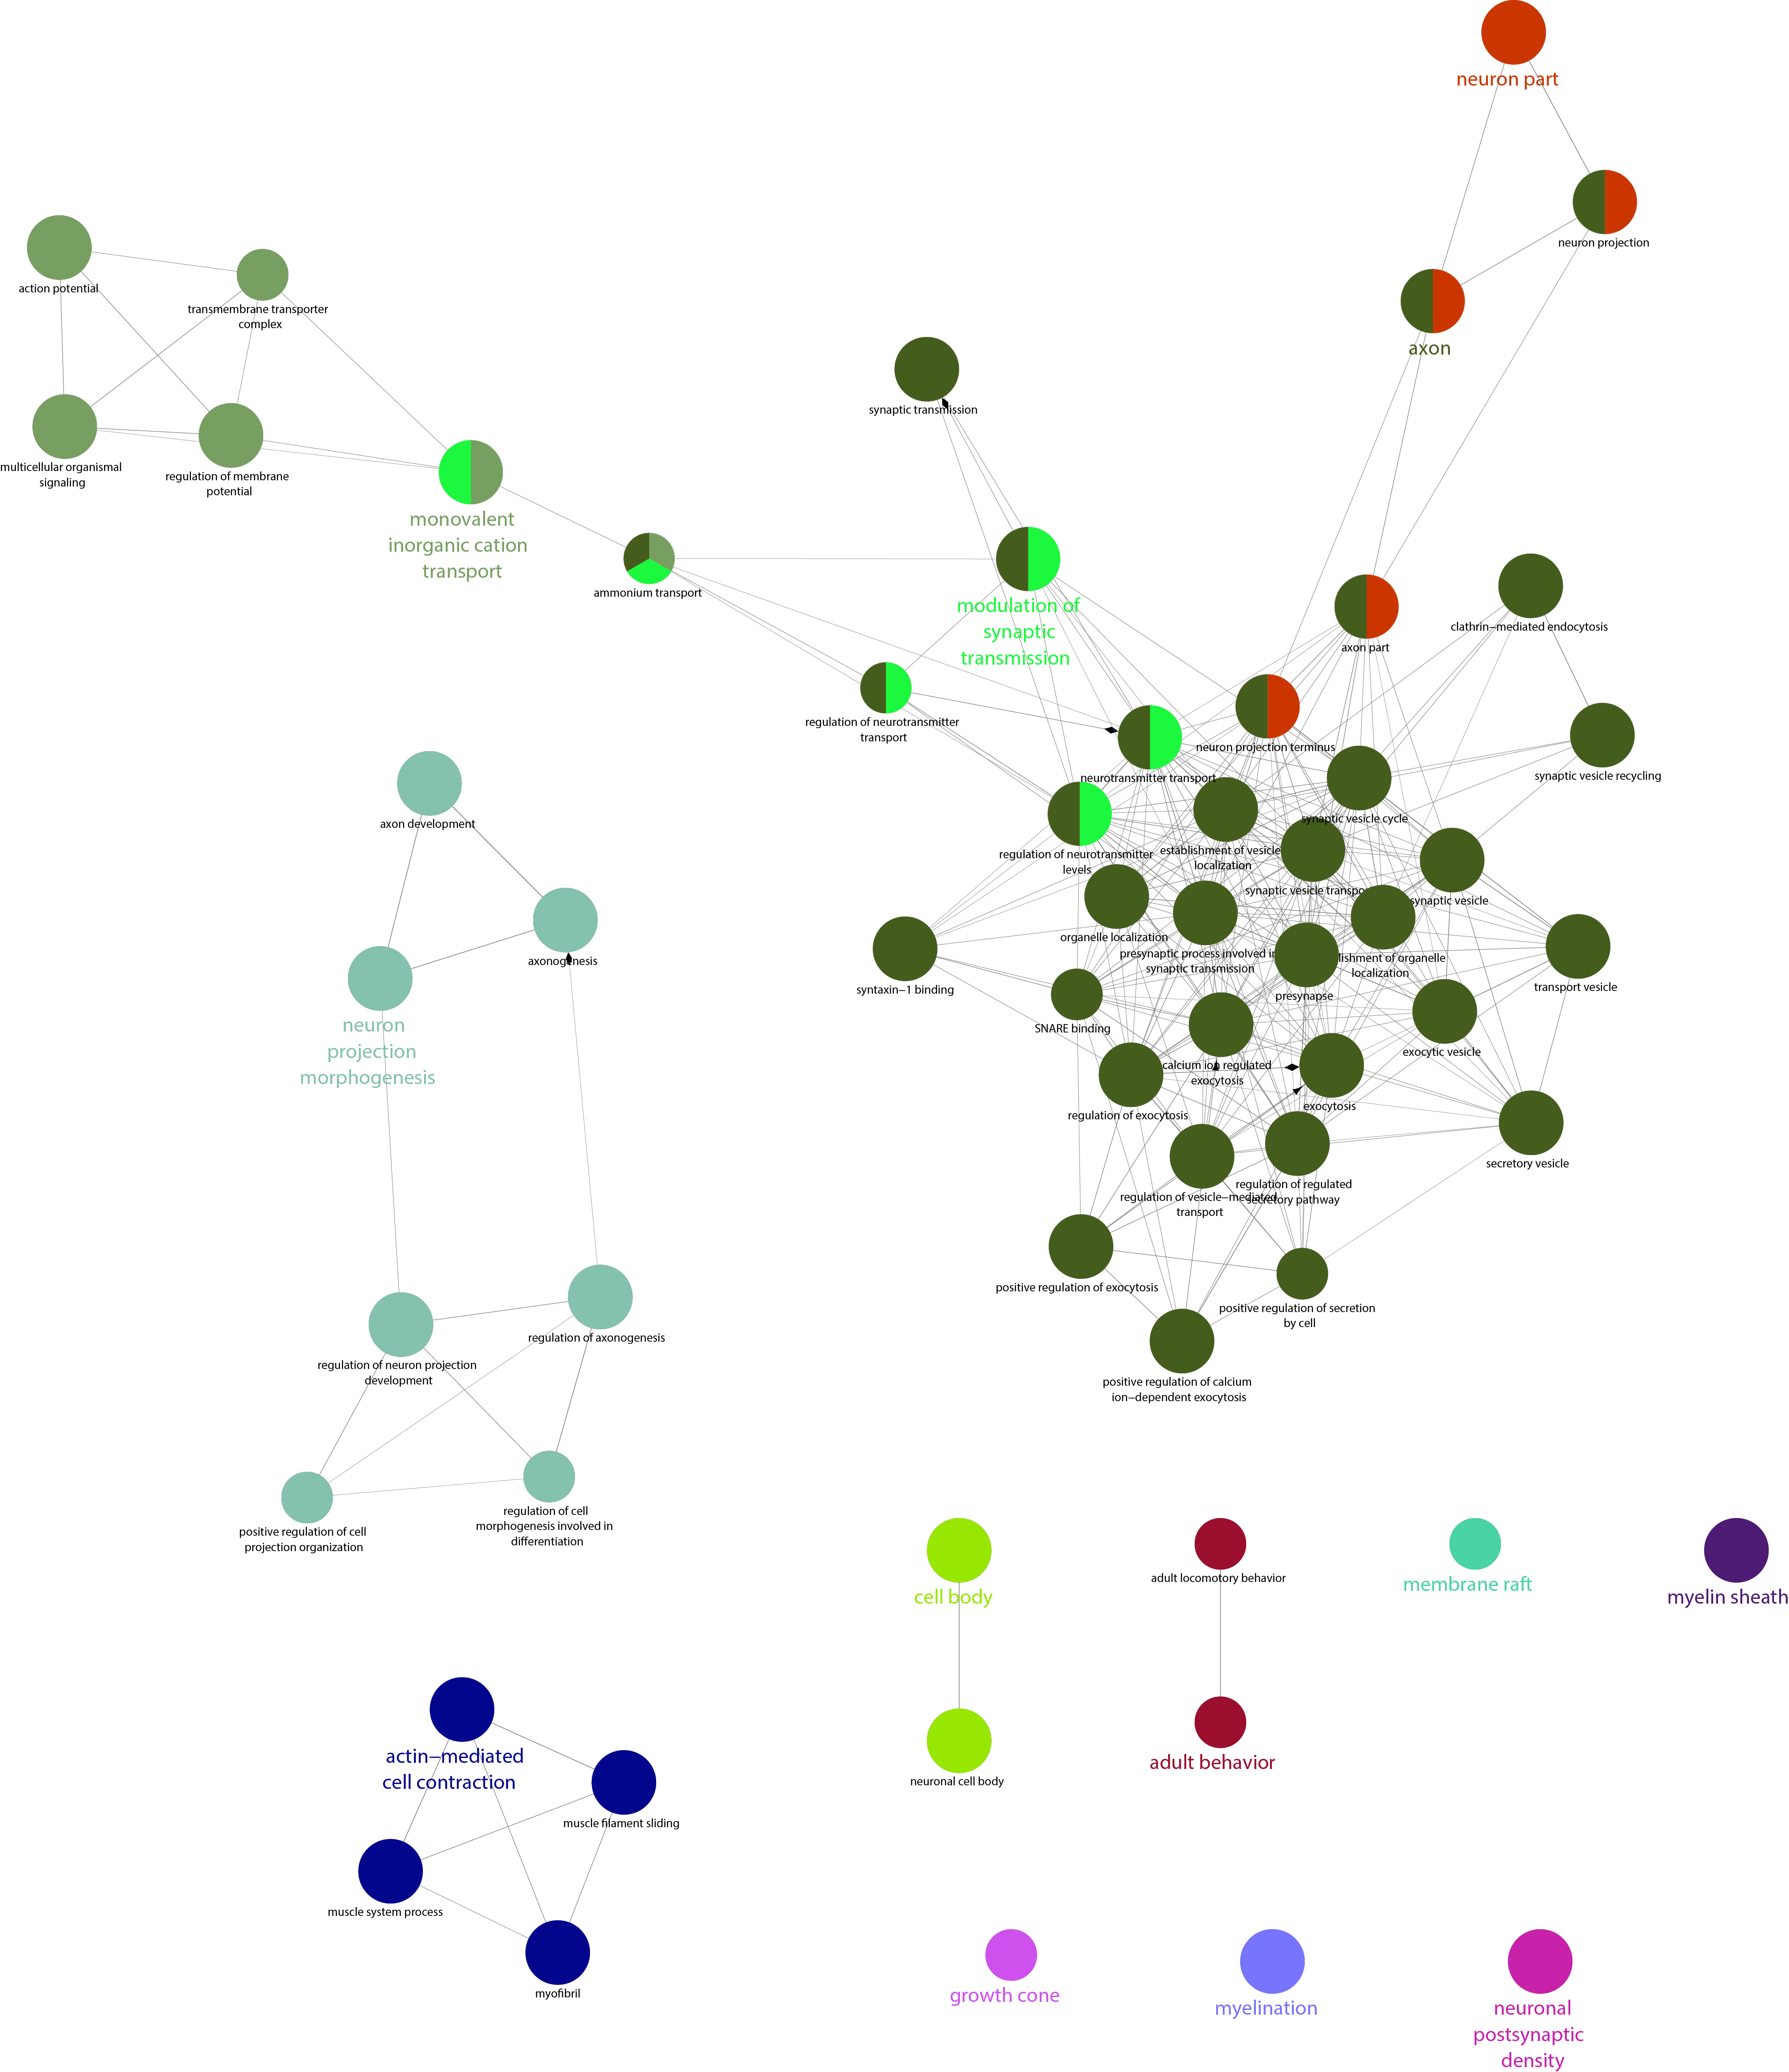 neuron part
neuron projection
axon
action potential
transmembrane transporter
complex
multicellular organismal
signaling
regulation of membrane
potential
monovalent
inorganic cation
transport
synaptic transmission
ammonium transport
modulation of
synaptic
transmission
regulation of neurotransmitter
transport
axon part
clathrin−mediated endocytosis
neuron projection terminus
neurotransmitter transport
synaptic vesicle recycling
synaptic vesicle cycle
regulation of neurotransmitter
levels
establishment of vesicle
localization
synaptic vesicle transpor
synaptic vesicle
organelle localization
presynaptic process involved i
synaptic transmission
lishment of organelle
localization
presynapse
transport vesicle
syntaxin−1 binding
SNARE binding
calcium ion regulated
exocytosis
exocytic vesicle
regulation of exocytosis
exocytosis
secretory vesicle
regulation of vesicle−mediated
transport
regulation of regulated
secretory pathway
positive regulation of exocytosis
positive regulation of secretion
by cell
positive regulation of calcium
ion−dependent exocytosis
axon development
axonogenesis
neuron
projection
morphogenesis
regulation of axonogenesis
regulation of neuron projection
development
positive regulation of cell
projection organization
regulation of cell
morphogenesis involved in
differentiation
cell body
neuronal cell body
adult locomotory behavior
adult behavior
membrane raft
myelin sheath
actin−mediated
cell contraction
muscle filament sliding
muscle system process
myofibril
growth cone
myelination
neuronal
postsynaptic
density